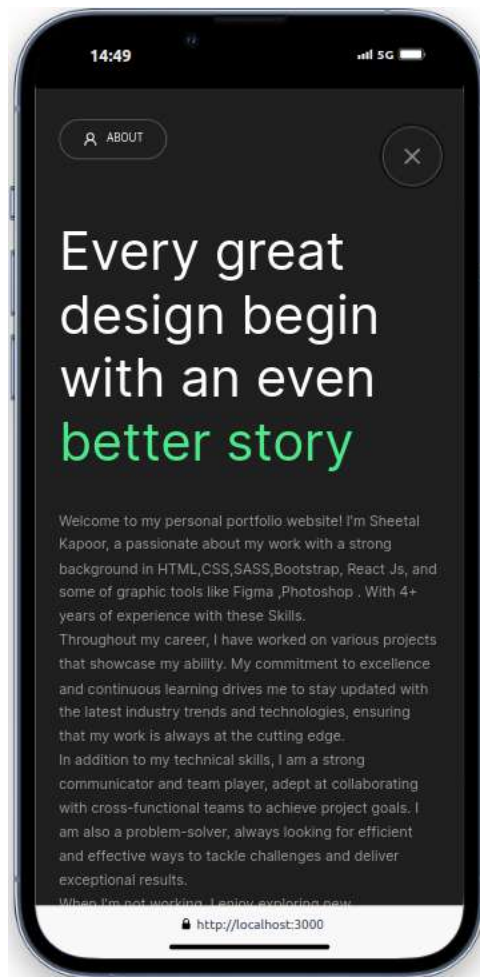 14:49
5G
ABOUT
Every great
design begin
with an even
better story
Welcome to my personal portfolio website! I'm Sheetal
Kapoor, a passionate about my work with a strong
background in HTML,CSS,SASS,Bootstrap, React Js, and
some of graphic tools like Figma ,Photoshop . With 4+
years of experience with these Skills.
Throughout my career, I have worked on various projects
that showcase my ability. My commitment to excellence
and continuous learning drives me to stay updated with
the latest industry trends and technologies, ensuring
that my work is always at the cutting edge.
In addition to my technical skills, I am a strong
communicator and team player, adept at collaborating
with cross-functional teams to achieve project goals. I
am also a problem-solver, always looking for efficient
and effective ways to tackle challenges and deliver
exceptional results.
When I'm not working, I enjoy exploring new
http://localhost:3000